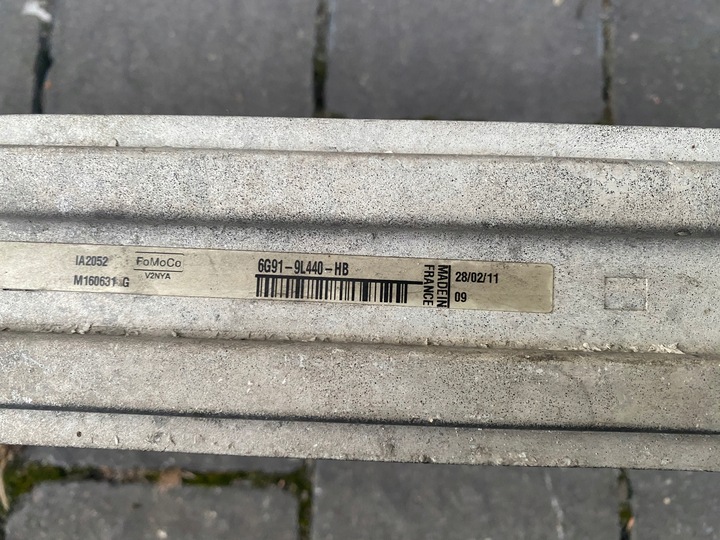 IA2052
M160631 G
FoMoCo
V2NYA
6G91-9L440-HB
MADE IN
FRANCE
28/02/11
09